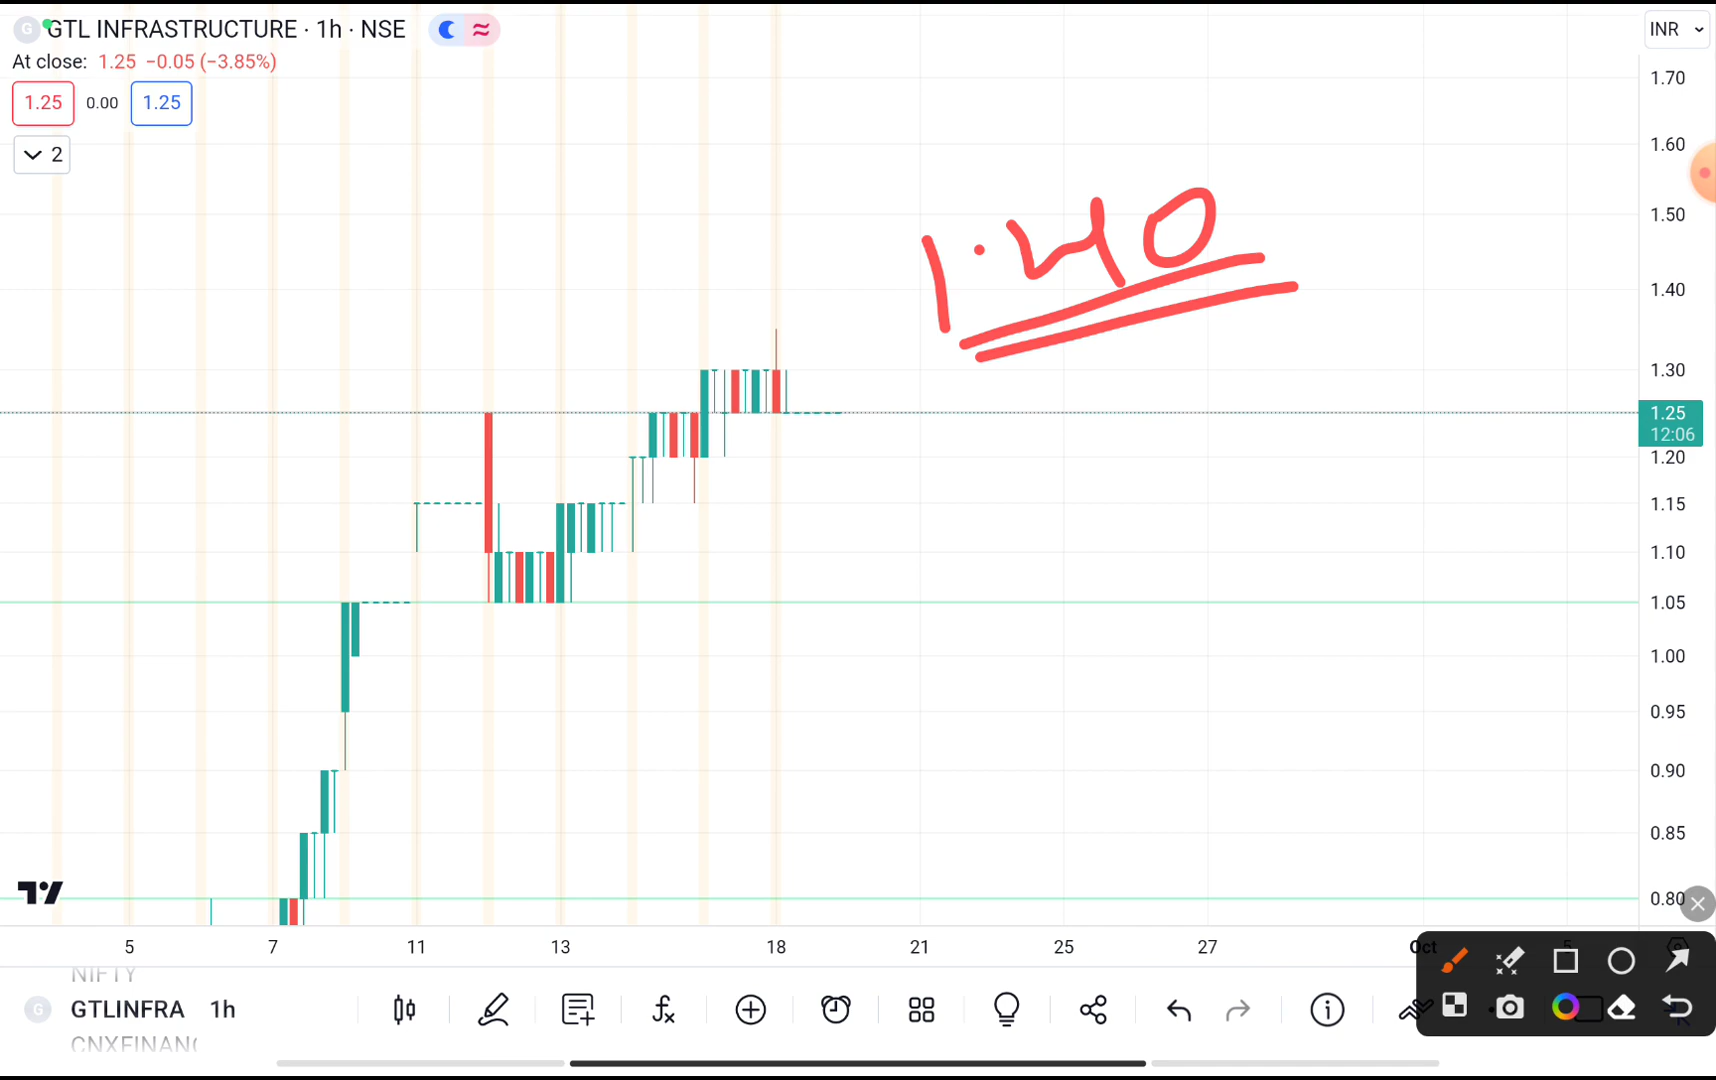 G GTL INFRASTRUCTURE · 1h · NSE
INR
At close: 1.25 −0.05 (−3.85%)
1.25 0.00 1.25
2
1.40
1.70
1.60
1.50
1.40
1.30
1.25
12:06
1.20
1.15
1.10
1.05
1.00
0.95
0.90
0.85
0.80
5 7 11 13 18 21 25 27 Oct 5
NIFTY
G GTLINFRA 1h
CNXFINANC